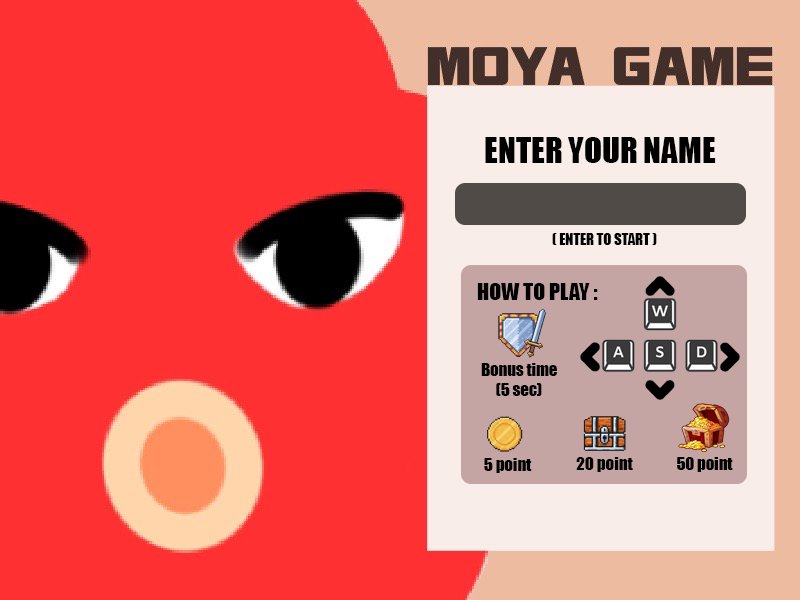 MOYA GAME
ENTER YOUR NAME
( ENTER TO START )
HOW TO PLAY :
W
A S D
Bonus time
(5 sec)
5 point 20 point 50 point